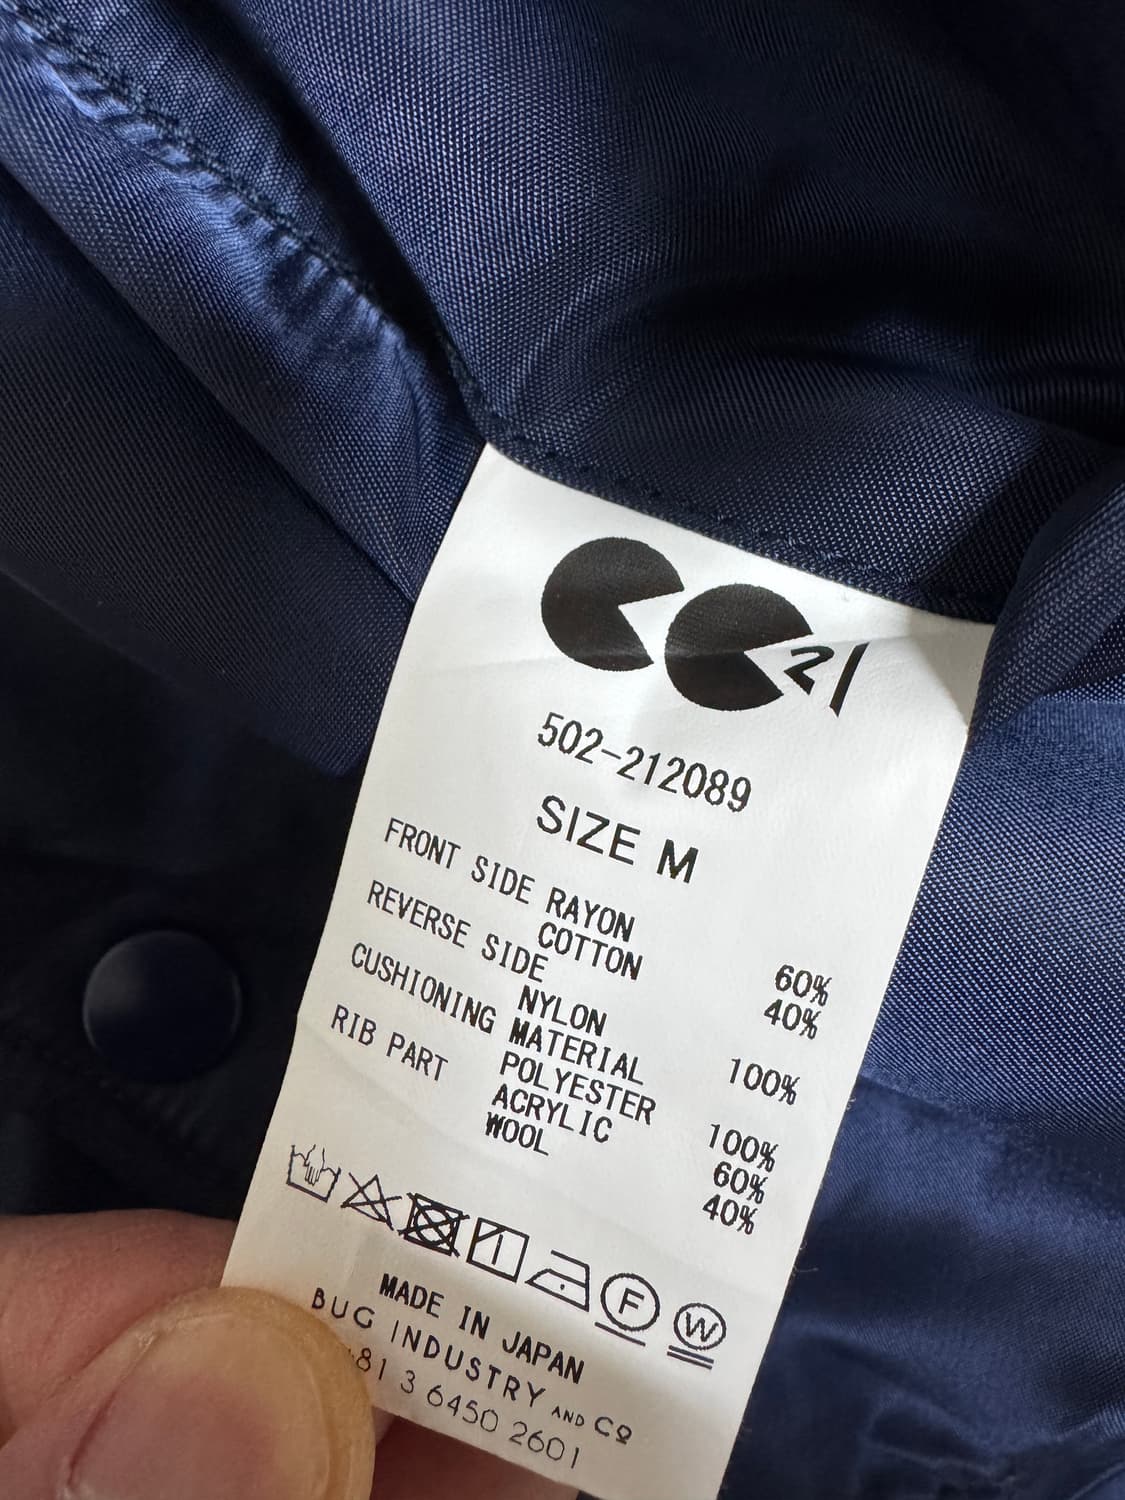 21
502-212089
SIZE M
FRONT SIDE RAYON 60%
COTTON 40%
REVERSE SIDE
NYLON 100%
CUSHIONING MATERIAL
POLYESTER 100%
RIB PART ACRYLIC 60%
WOOL 40%
F
W
MADE IN JAPAN
BUG INDUSTRY AND CO
81 3 6450 2601